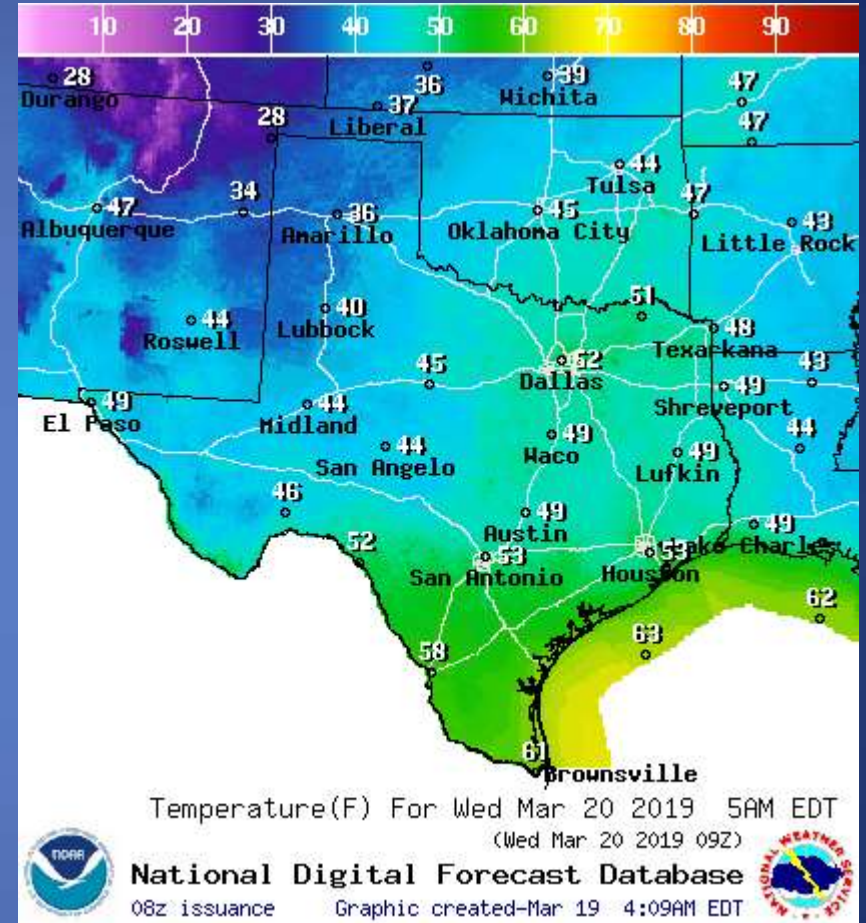 10 20 30 40 50 60 70 80 90
28 36 39 47
Durango Wichita
37
Liberal
28 47
44
Tulsa
47 34 36 45 47 43
Albuquerque Amarillo Oklahoma City Little Rock
44 40 51 48
Roswell Lubbock Texarkana
45 52 43
Dallas
49 44 49
El Paso Midland Shreveport
44 49 49 44
San Angelo Waco Lufkin
46 49 49
Austin Lake Charles
52 53 53
San Antonio Houston
62
58 63
61
Brownsville
Temperature(F) For Wed Mar 20 2019 5AM EDT
(Wed Mar 20 2019 09Z)
NOAA
National Digital Forecast Database
08z issuance Graphic created-Mar 19 4:09AM EDT
NATIONAL WEATHER SERVICE